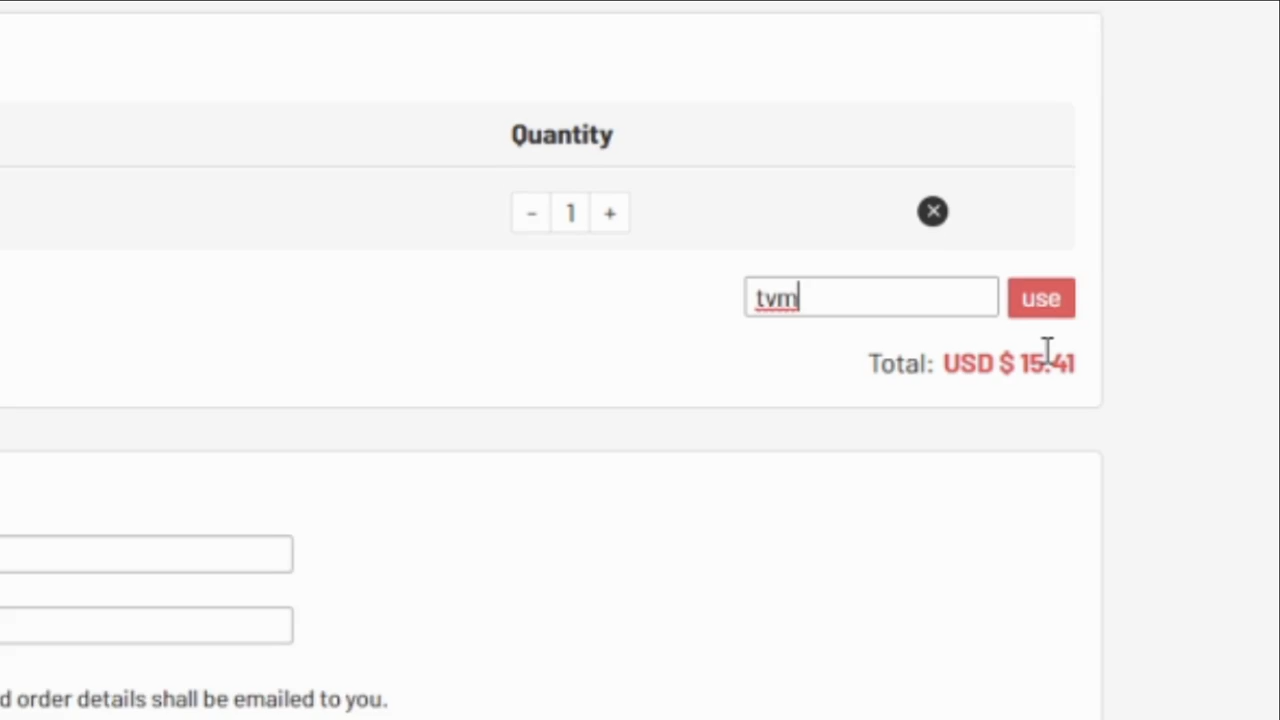 Quantity
- 1 +
tvm
use
Total: USD $ 15.41
d order details shall be emailed to you.